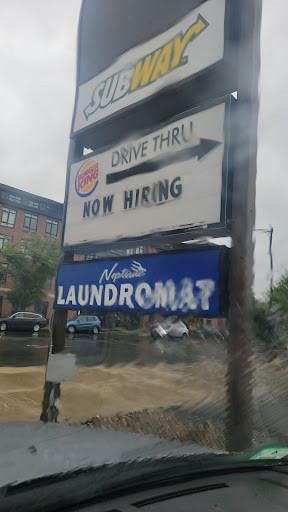 SUBWAY
BURGER
KING
DRIVE THRU
NOW HIRING
Neptune
LAUNDROMAT